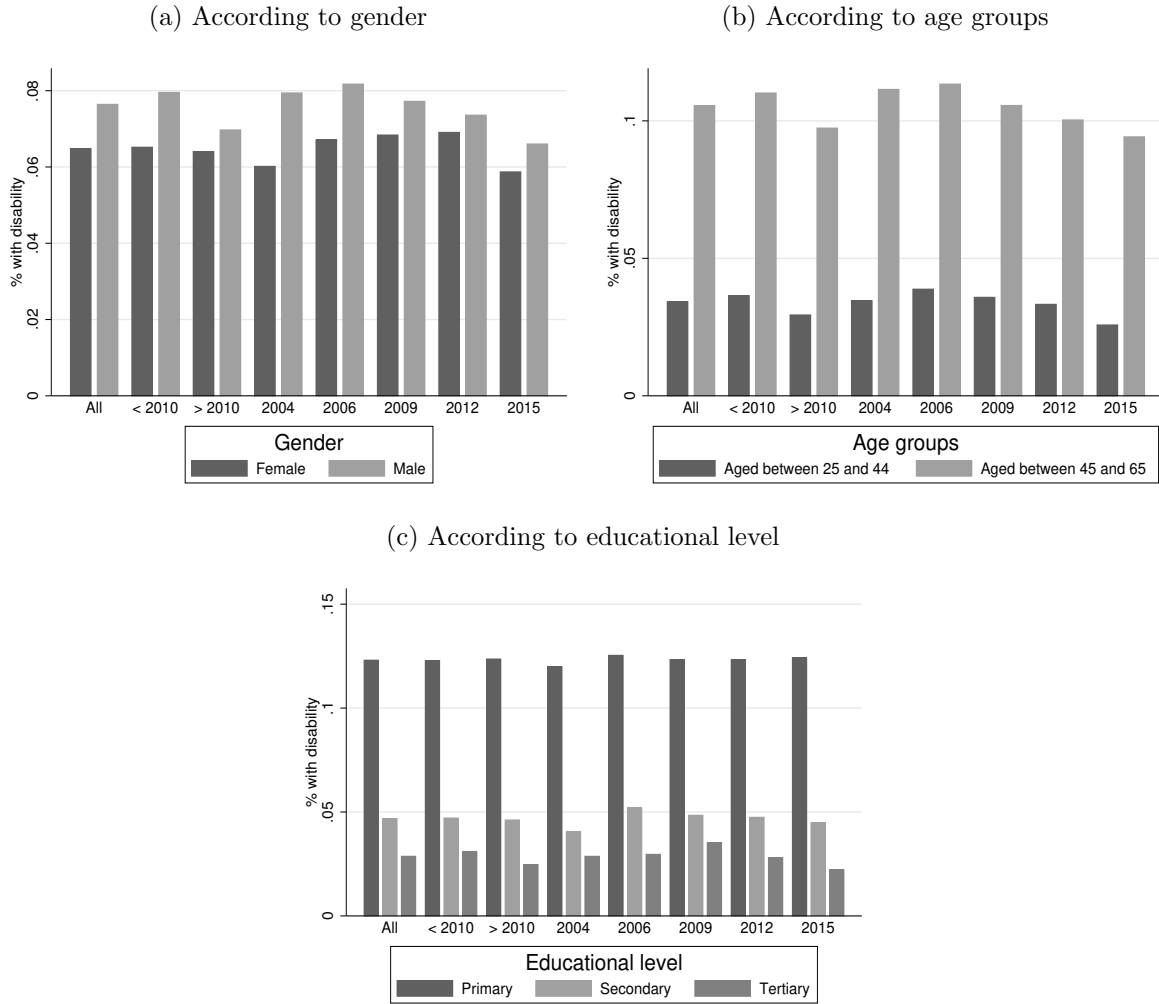 (a) According to gender
% with disability
.08
.06
.04
.02
0
All < 2010 > 2010 2004 2006 2009 2012 2015
Gender
Female Male
(b) According to age groups
% with disability
.1
.05
0
All < 2010 > 2010 2004 2006 2009 2012 2015
Age groups
Aged between 25 and 44 Aged between 45 and 65
(c) According to educational level
% with disability
.15
.1
.05
0
All < 2010 > 2010 2004 2006 2009 2012 2015
Educational level
Primary Secondary Tertiary